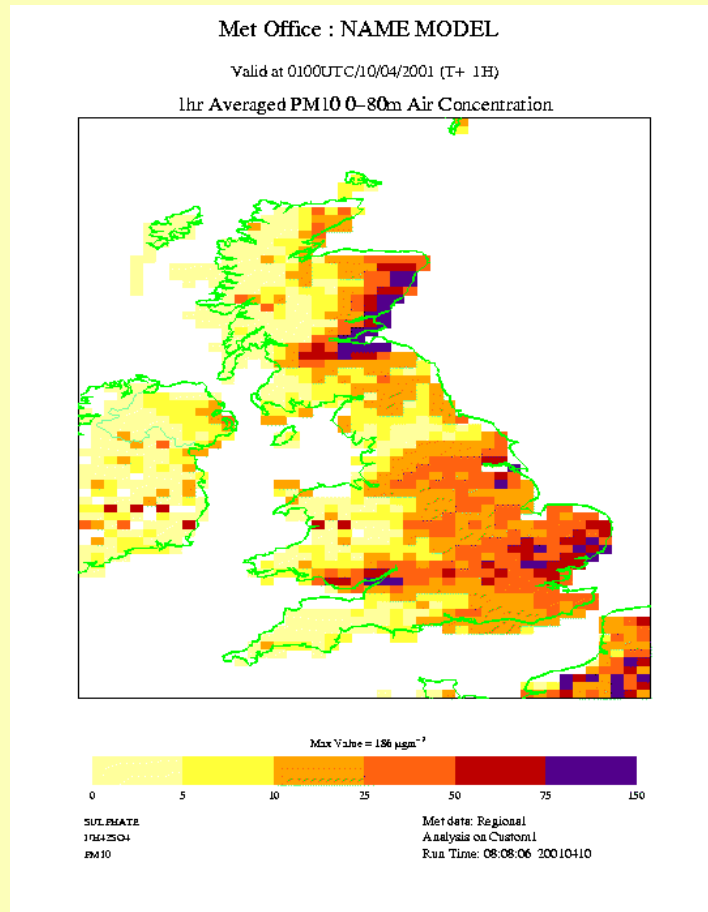 Met Office : NAME MODEL
Valid at 0100UTC/10/04/2001 (T+ 1H)
1hr Averaged PM10 0–80m Air Concentration
Max Value = 186 µgm⁻³
0 5 10 25 50 75 150
SULPHATE
PM10
Met data: Regional
Analysis on Custom1
Run Time: 08:08:06 20010410